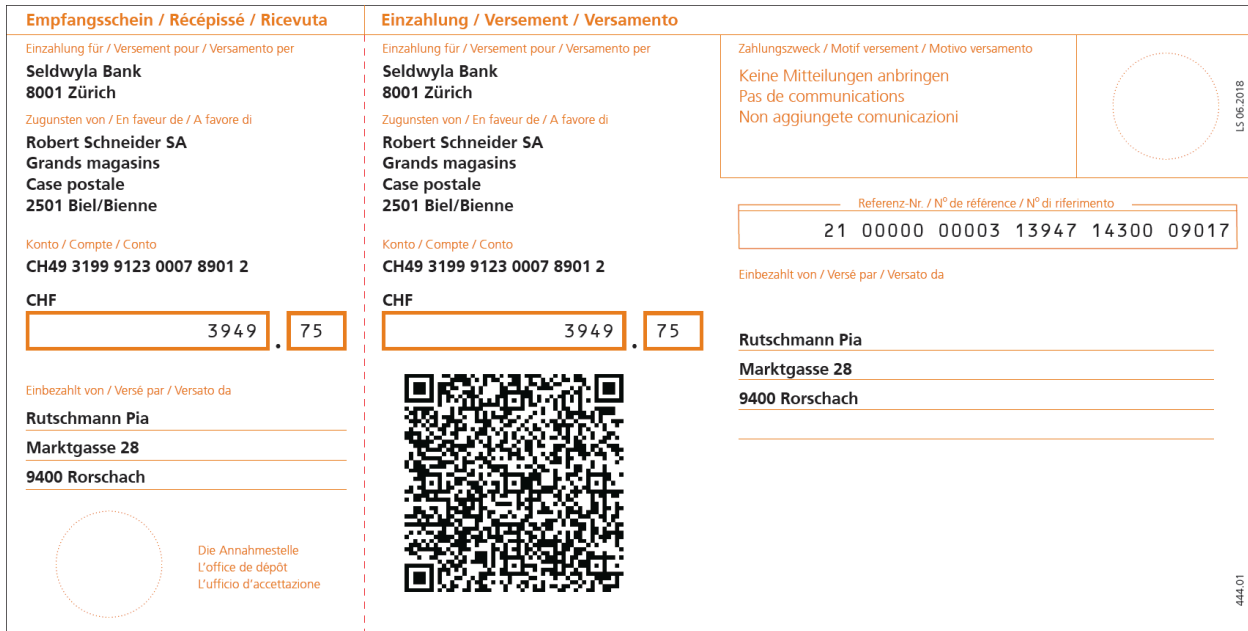 Empfangsschein / Récépissé / Ricevuta
Einzahlung für / Versement pour / Versamento per
Seldwyla Bank
8001 Zürich
Zugunsten von / En faveur de / A favore di
Robert Schneider SA
Grands magasins
Case postale
2501 Biel/Bienne
Konto / Compte / Conto
CH49 3199 9123 0007 8901 2
CHF
3949 . 75
Einbezahlt von / Versé par / Versato da
Rutschmann Pia
Marktgasse 28
9400 Rorschach
Die Annahmestelle
L'office de dépôt
L'ufficio d'accettazione
Einzahlung / Versement / Versamento
Einzahlung für / Versement pour / Versamento per
Seldwyla Bank
8001 Zürich
Zugunsten von / En faveur de / A favore di
Robert Schneider SA
Grands magasins
Case postale
2501 Biel/Bienne
Konto / Compte / Conto
CH49 3199 9123 0007 8901 2
CHF
3949 . 75
Zahlungszweck / Motif versement / Motivo versamento
Keine Mitteilungen anbringen
Pas de communications
Non aggiungete comunicazioni
LS 06.2018
Referenz-Nr. / Nº de référence / Nº di riferimento
21 00000 00003 13947 14300 09017
Einbezahlt von / Versé par / Versato da
Rutschmann Pia
Marktgasse 28
9400 Rorschach
444.01